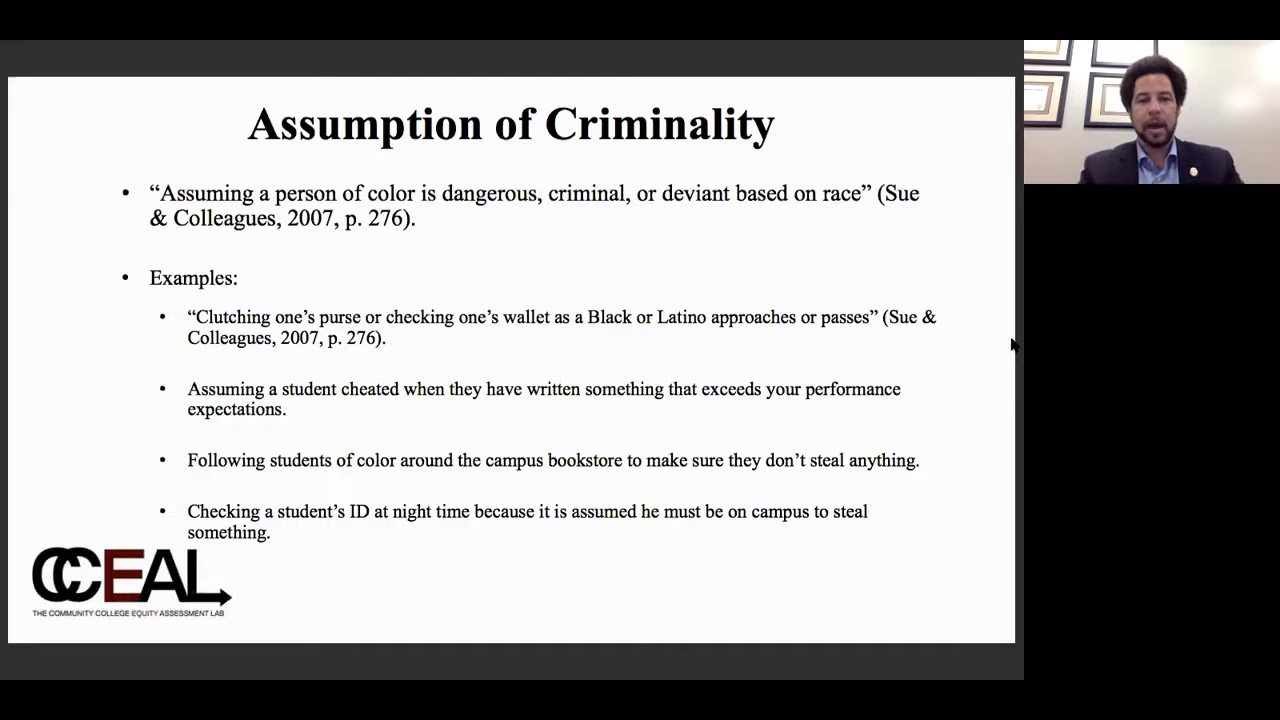 Assumption of Criminality
• “Assuming a person of color is dangerous, criminal, or deviant based on race” (Sue
& Colleagues, 2007, p. 276).
• Examples:
• “Clutching one’s purse or checking one’s wallet as a Black or Latino approaches or passes” (Sue &
Colleagues, 2007, p. 276).
• Assuming a student cheated when they have written something that exceeds your performance
expectations.
• Following students of color around the campus bookstore to make sure they don’t steal anything.
• Checking a student’s ID at night time because it is assumed he must be on campus to steal
something.
CCEAL
THE COMMUNITY COLLEGE EQUITY ASSESSMENT LAB